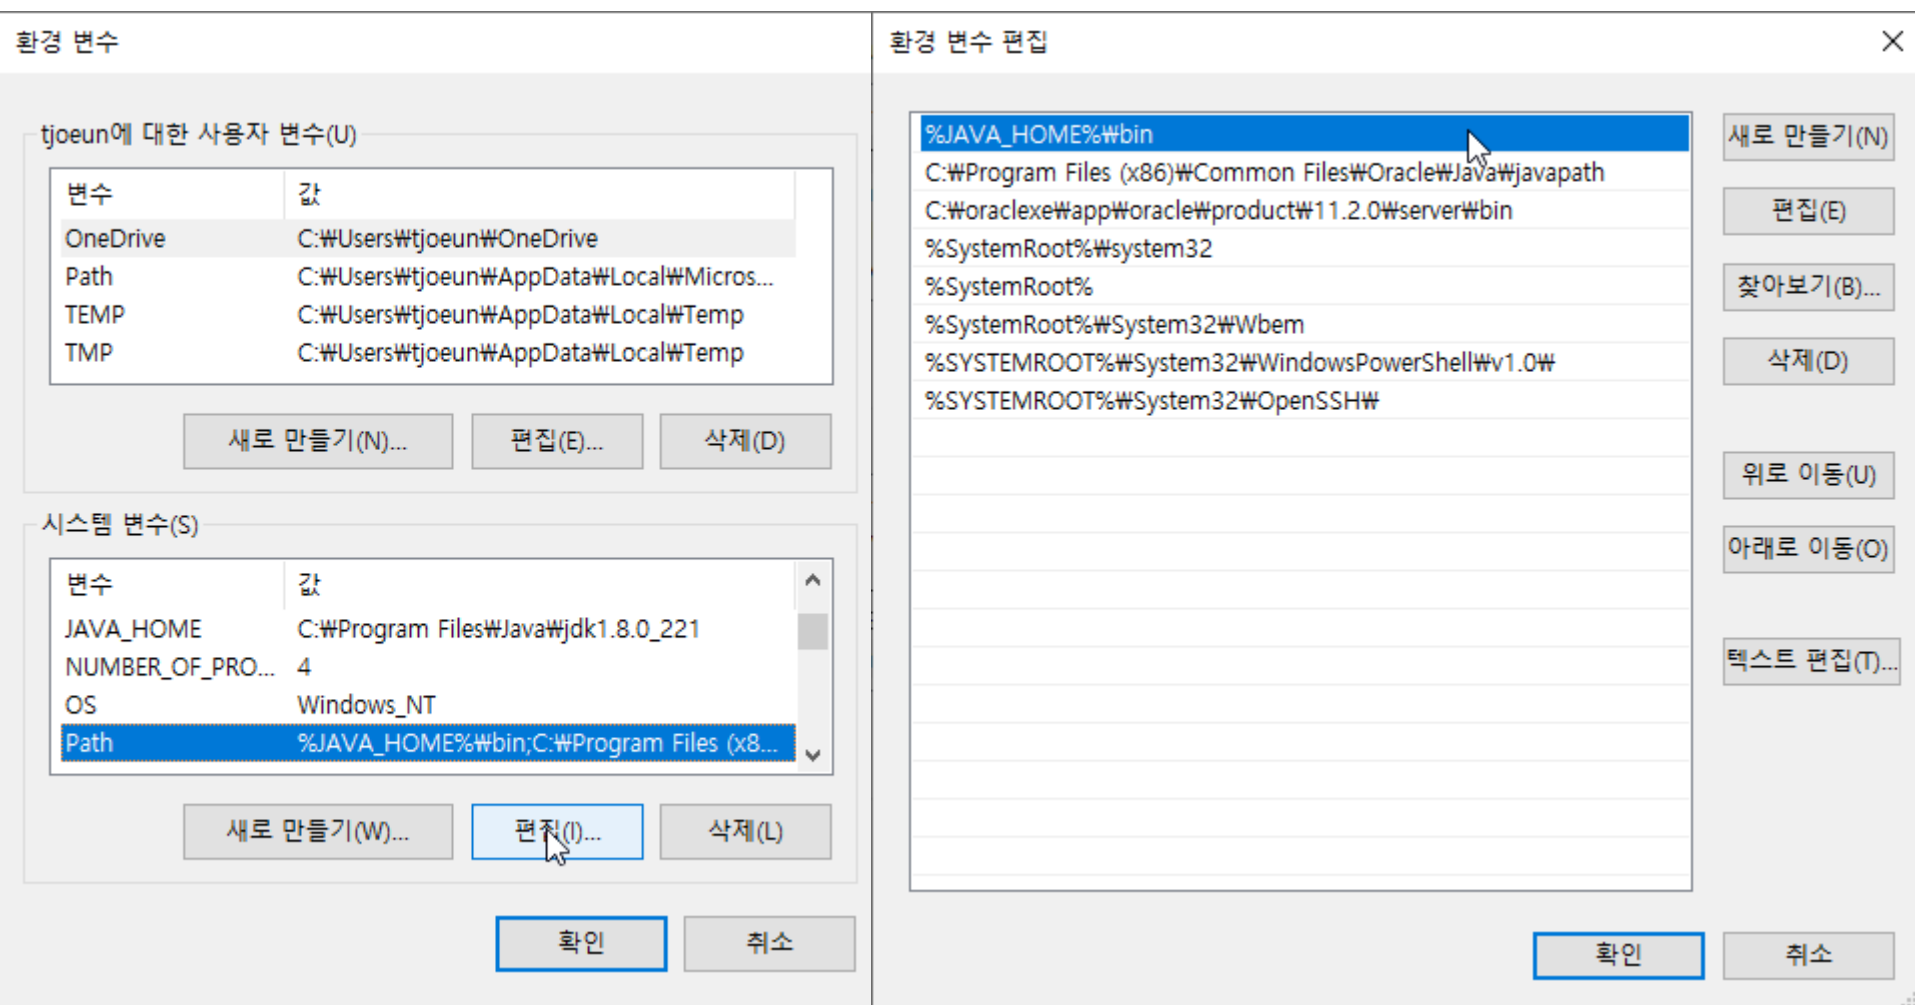 환경 변수
tjoeun에 대한 사용자 변수(U)
변수 값
OneDrive C:₩Users₩tjoeun₩OneDrive
Path C:₩Users₩tjoeun₩AppData₩Local₩Micros...
TEMP C:₩Users₩tjoeun₩AppData₩Local₩Temp
TMP C:₩Users₩tjoeun₩AppData₩Local₩Temp
새로 만들기(N)... 편집(E)... 삭제(D)
시스템 변수(S)
변수 값
JAVA_HOME C:₩Program Files₩Java₩jdk1.8.0_221
NUMBER_OF_PRO... 4
OS Windows_NT
Path %JAVA_HOME%₩bin;C:₩Program Files (x8...
새로 만들기(W)... 편집(I)... 삭제(L)
확인 취소
환경 변수 편집
%JAVA_HOME%₩bin
C:₩Program Files (x86)₩Common Files₩Oracle₩Java₩javapath
C:₩oraclexe₩app₩oracle₩product₩11.2.0₩server₩bin
%SystemRoot%₩system32
%SystemRoot%
%SystemRoot%₩System32₩Wbem
%SYSTEMROOT%₩System32₩WindowsPowerShell₩v1.0₩
%SYSTEMROOT%₩System32₩OpenSSH₩
새로 만들기(N)
편집(E)
찾아보기(B)...
삭제(D)
위로 이동(U)
아래로 이동(O)
텍스트 편집(T)...
확인 취소